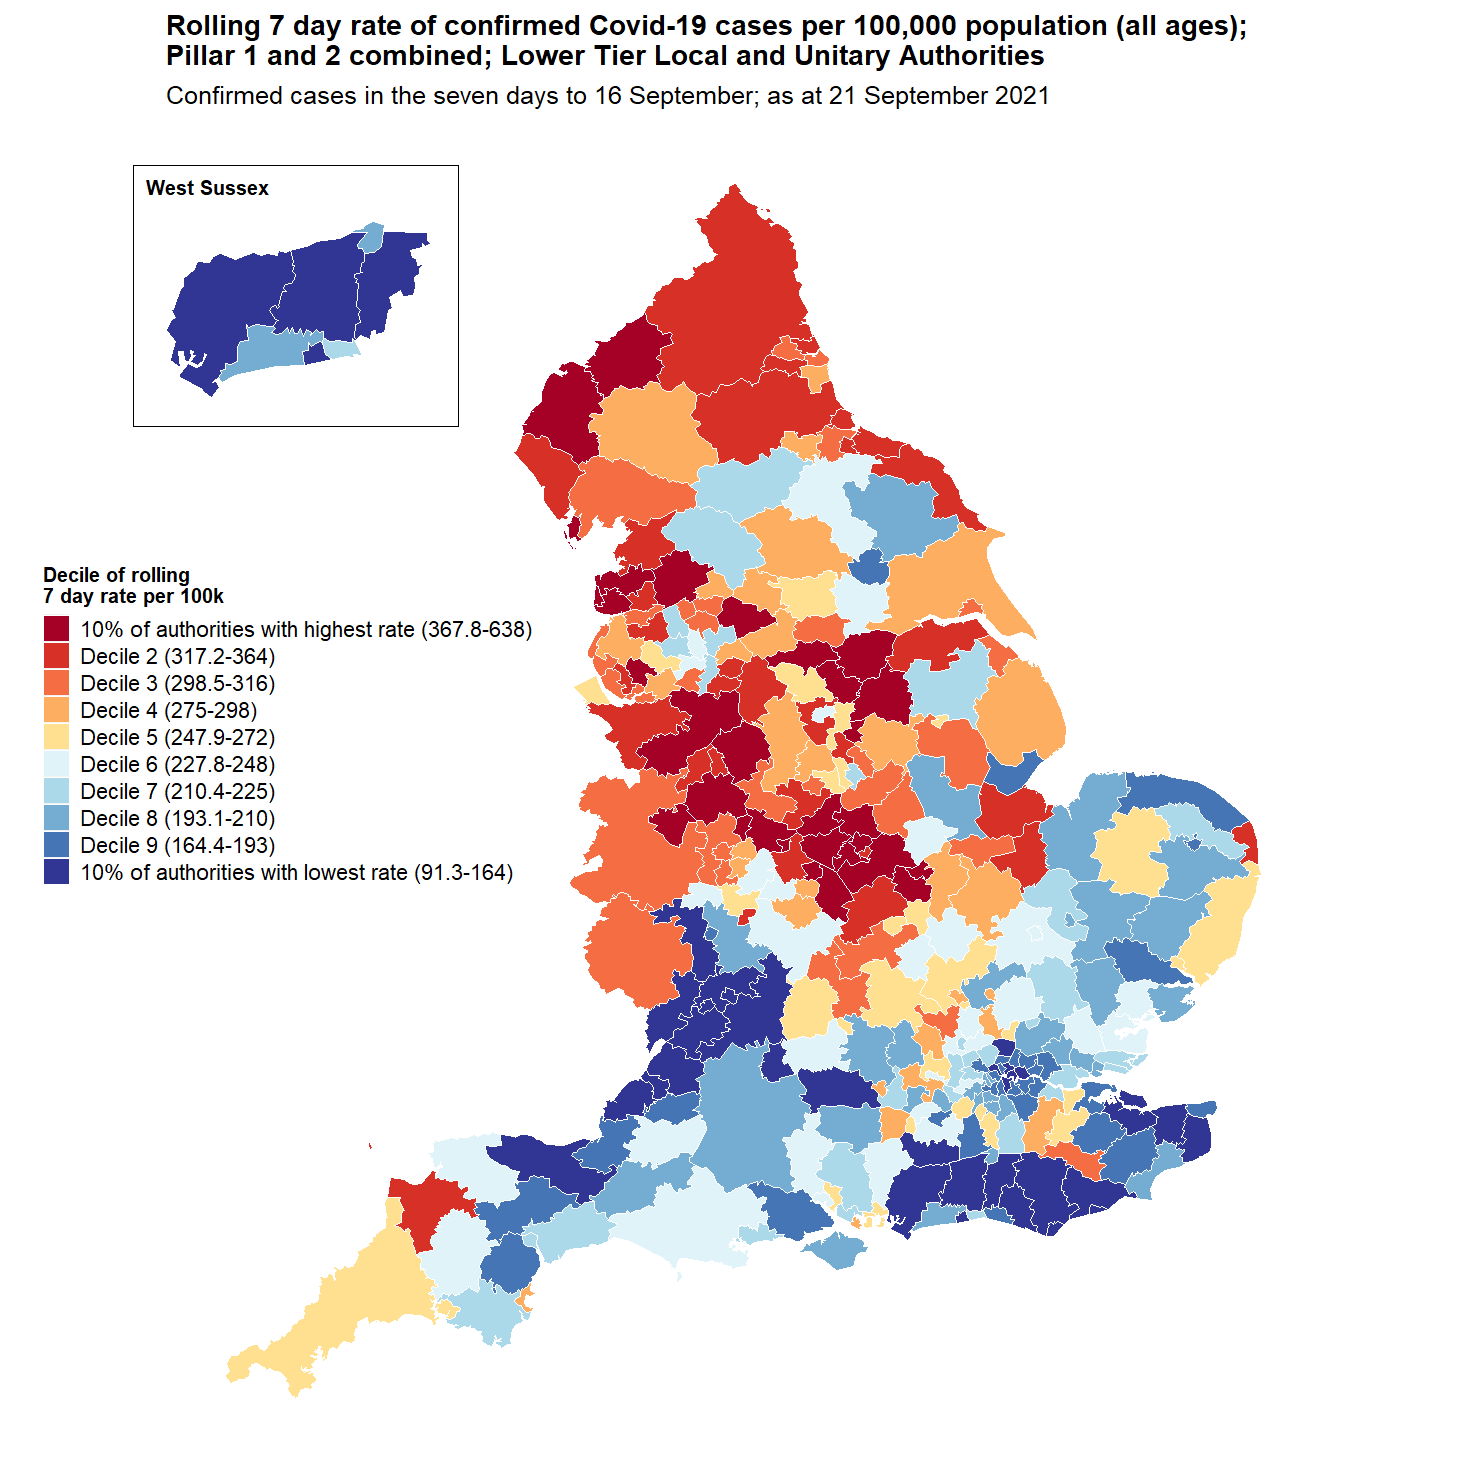 Rolling 7 day rate of confirmed Covid-19 cases per 100,000 population (all ages);
Pillar 1 and 2 combined; Lower Tier Local and Unitary Authorities
Confirmed cases in the seven days to 16 September; as at 21 September 2021
West Sussex
Decile of rolling
7 day rate per 100k
10% of authorities with highest rate (367.8-638)
Decile 2 (317.2-364)
Decile 3 (298.5-316)
Decile 4 (275-298)
Decile 5 (247.9-272)
Decile 6 (227.8-248)
Decile 7 (210.4-225)
Decile 8 (193.1-210)
Decile 9 (164.4-193)
10% of authorities with lowest rate (91.3-164)